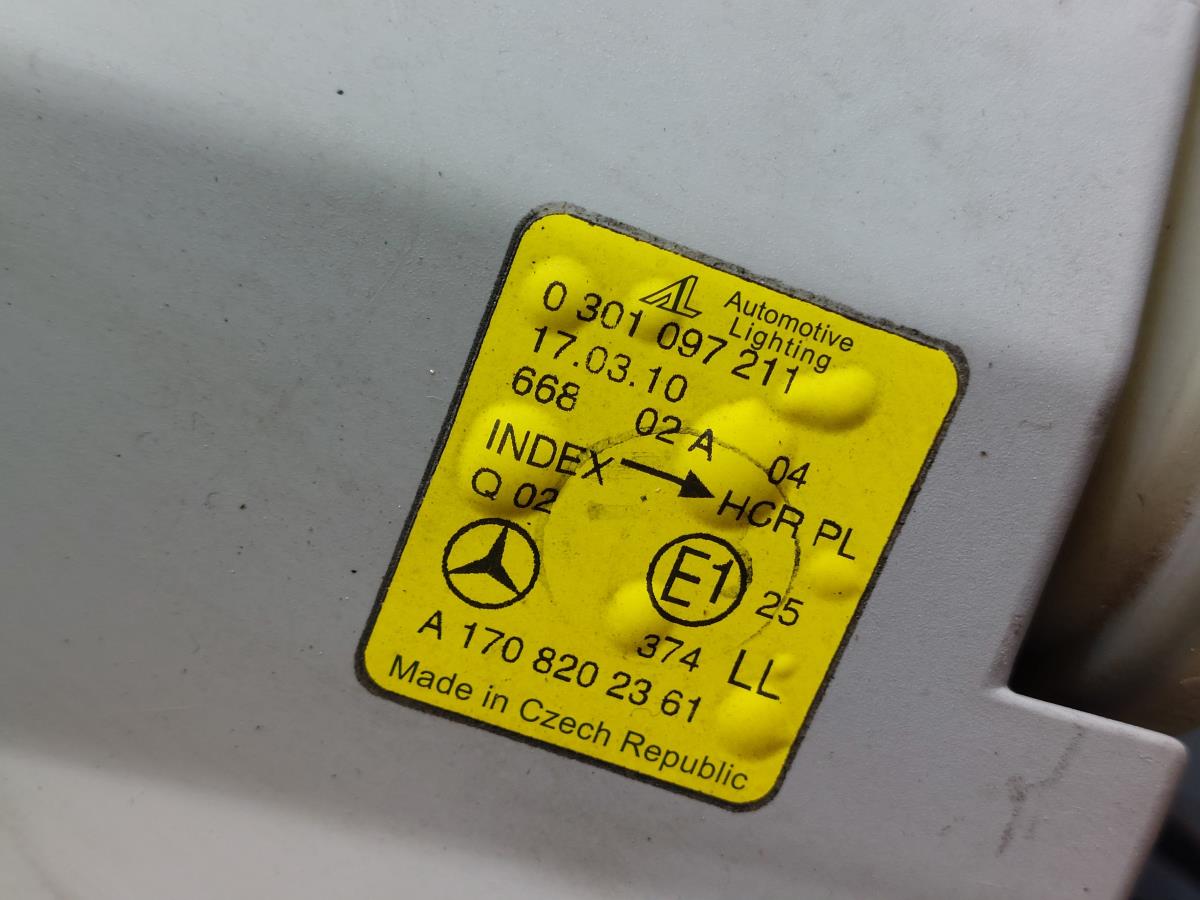 Automotive
Lighting
0 301 097 211
17.03.10
668 02 A 04
INDEX HCR PL
Q 02
E1 25
374 LL
A 170 820 23 61
Made in Czech Republic